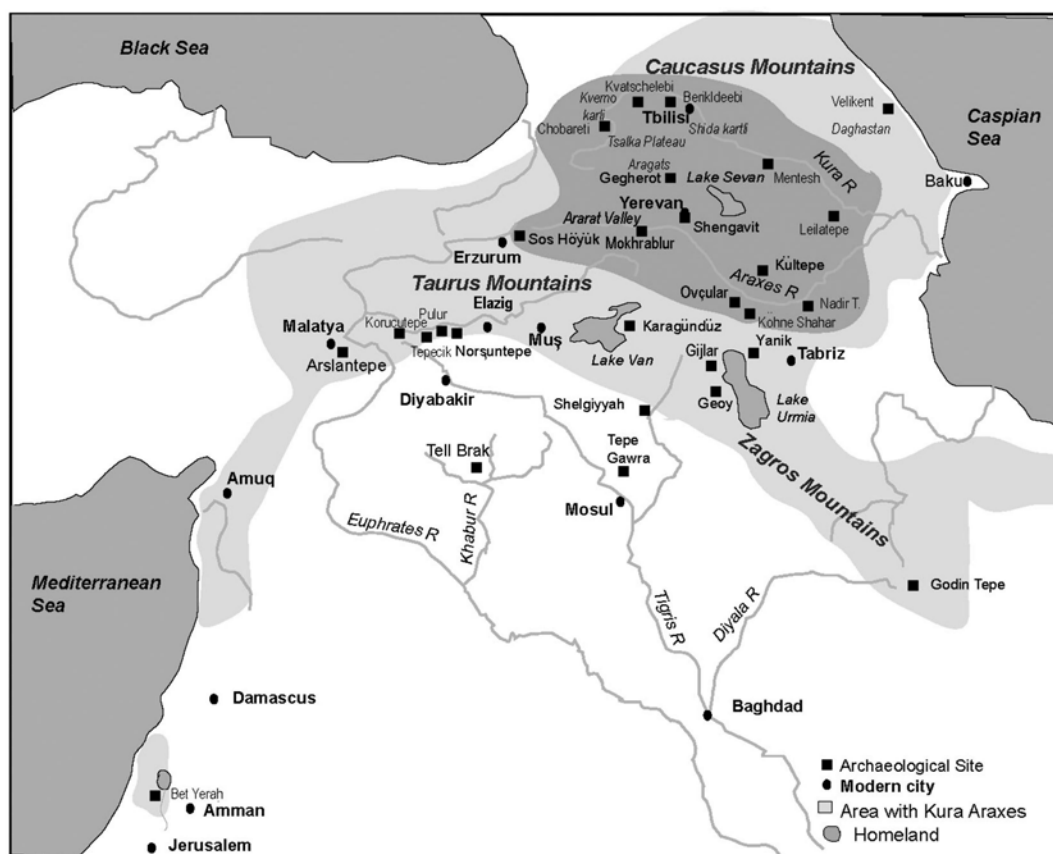 Black Sea
Caucasus Mountains
Kvatschelebi
Berikldeebi
Velikent
Kvemo
karli
Tbilisi
Caspian
Sea
Chobareti
Shida kartli
Daghastan
Tsalka Plateau
Aragats
Kura R
Gegherot
Lake Sevan
Mentesh
Baku
Yerevan
Ararat Valley
Shengavit
Leilatepe
Sos Höyük
Mokhrablur
Erzurum
Kültepe
Taurus Mountains
Araxes R
Ovçular
Nadir T.
Elazig
Pulur
Korucutepe
Köhne Shahar
Malatya
Karagündüz
Muş
Yanik
Tepecik
Norşuntepe
Arslantepe
Lake Van
Gijlar
Tabriz
Diyabakir
Geoy
Lake
Urmia
Shelgiyyah
Tell Brak
Tepe
Gawra
Zagros Mountains
Amuq
Mosul
Euphrates R
Khabur R
Mediterranean
Sea
Godin Tepe
Tigris R
Diyala R
Damascus
Baghdad
Bet Yerah
Amman
Jerusalem
Archaeological Site
Modern city
Area with Kura Araxes
Homeland